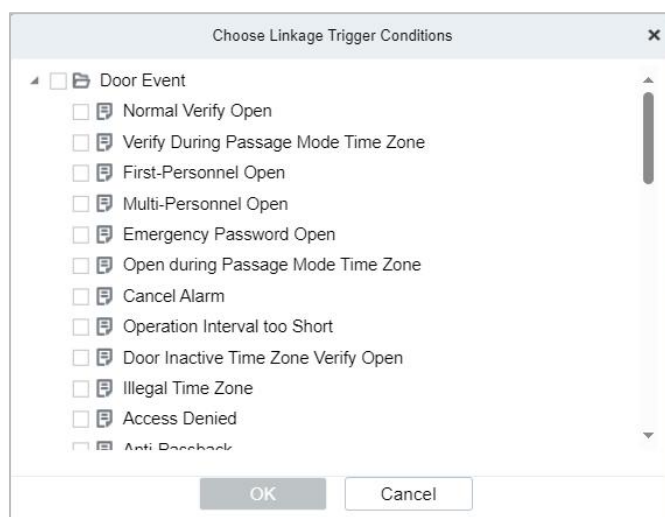 Choose Linkage Trigger Conditions
Door Event
Normal Verify Open
Verify During Passage Mode Time Zone
First-Personnel Open
Multi-Personnel Open
Emergency Password Open
Open during Passage Mode Time Zone
Cancel Alarm
Operation Interval too Short
Door Inactive Time Zone Verify Open
Illegal Time Zone
Access Denied
Anti-Passback
OK Cancel